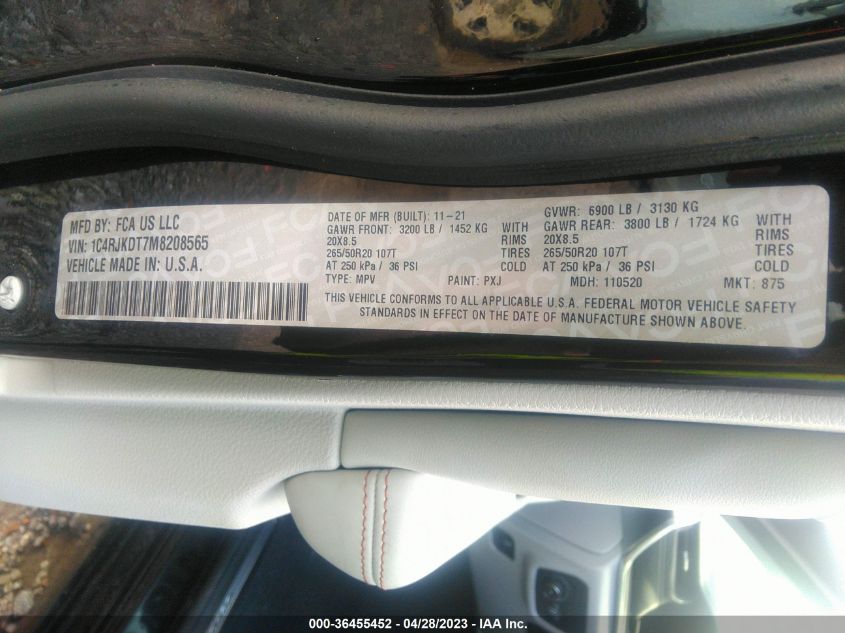 MFD BY: FCA US LLC
VIN: 1C4RJKDT7M8208565
VEHICLE MADE IN U.S.A.
DATE OF MFR (BUILT): 11-21
GAWR FRONT: 3200 LB / 1452 KG WITH
20X8.5 RIMS
265/50R20 107T TIRES
AT 250 kPa / 36 PSI COLD
TYPE: MPV PAINT: PXJ
GVWR: 6900 LB / 3130 KG
GAWR REAR: 3800 LB / 1724 KG WITH
20X8.5 RIMS
265/50R20 107T TIRES
AT 250 kPa / 36 PSI COLD
MDH: 110520 MKT: 875
THIS VEHICLE CONFORMS TO ALL APPLICABLE U.S.A. FEDERAL MOTOR VEHICLE SAFETY
STANDARDS IN EFFECT ON THE DATE OF MANUFACTURE SHOWN ABOVE.
000-36455452 - 04/28/2023 - IAA Inc.